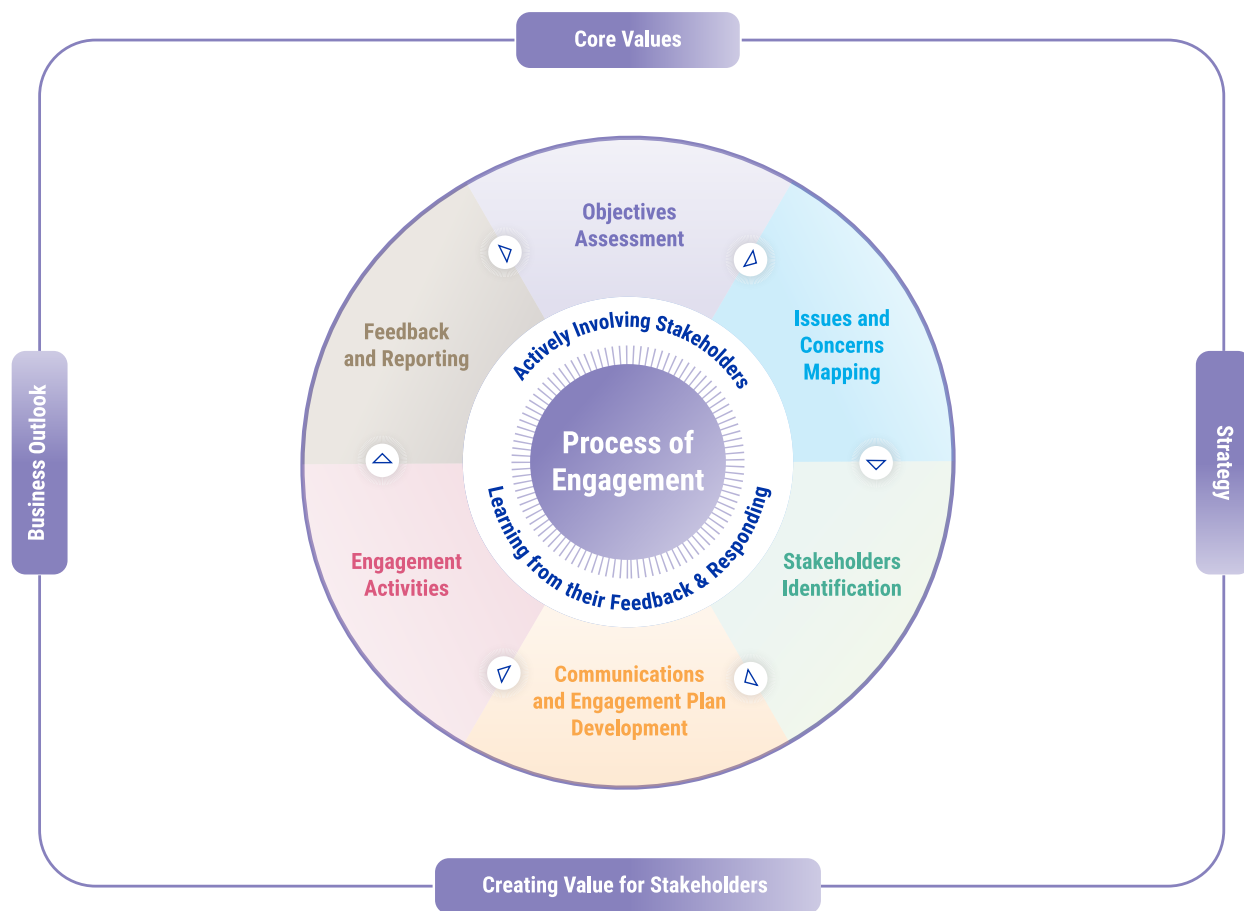 Core Values
Objectives
Assessment
Issues and
Concerns
Mapping
Stakeholders
Identification
Communications
and Engagement Plan
Development
Engagement
Activities
Feedback
and Reporting
Actively Involving Stakeholders
Process of
Engagement
Learning from their Feedback & Responding
Business Outlook
Strategy
Creating Value for Stakeholders